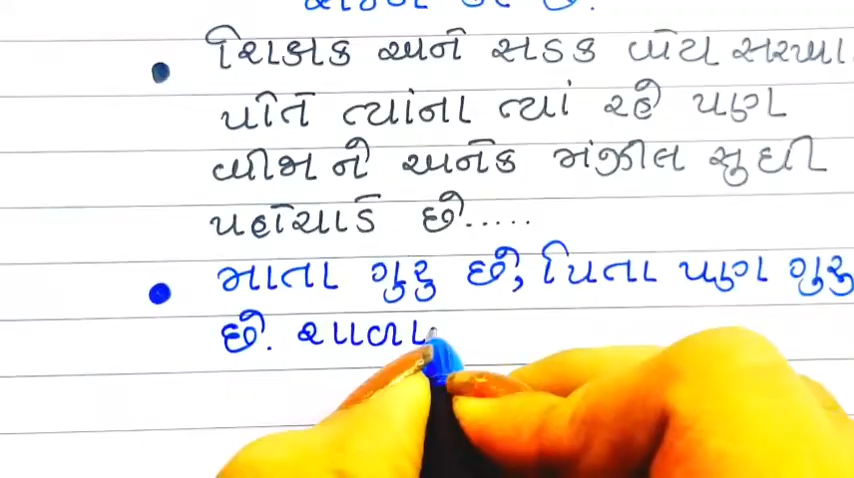 શિક્ષક અને સડક બંને સરખા
પોતે ત્યાંના ત્યાં રહે પણ
બીજાને અનેક મંઝીલ સુધી
પહોંચાડે છે.....
માતા ગુરુ છે, પિતા પણ ગુરુ
છે. શાળા